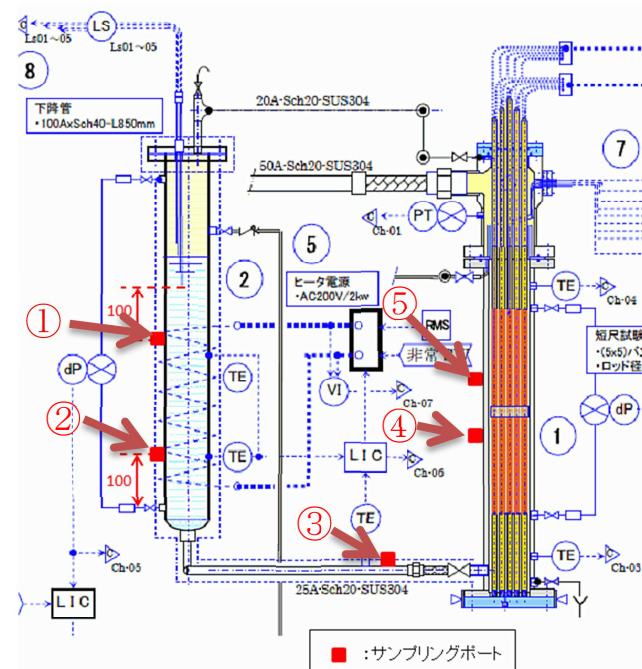 LS
Ls01～05
Ls01～05
8
下降管
・100AxSch40-L850mm
20A・Sch20・SUS304
50A・Sch20・SUS304
7
PT
Ch・01
5
2
ヒータ電源
・AC200V/2kw
TE
Ch・04
①
100
⑤
RMS
非常
短尺試験
・(5x5)バン
・ロッド径
dP
TE
VI
Ch・07
dP
②
④
1
100
TE
LIC
Ch・06
③
TE
Ch・05
TE
Ch・03
25A・Sch20・SUS304
LIC
：サンプリングポート